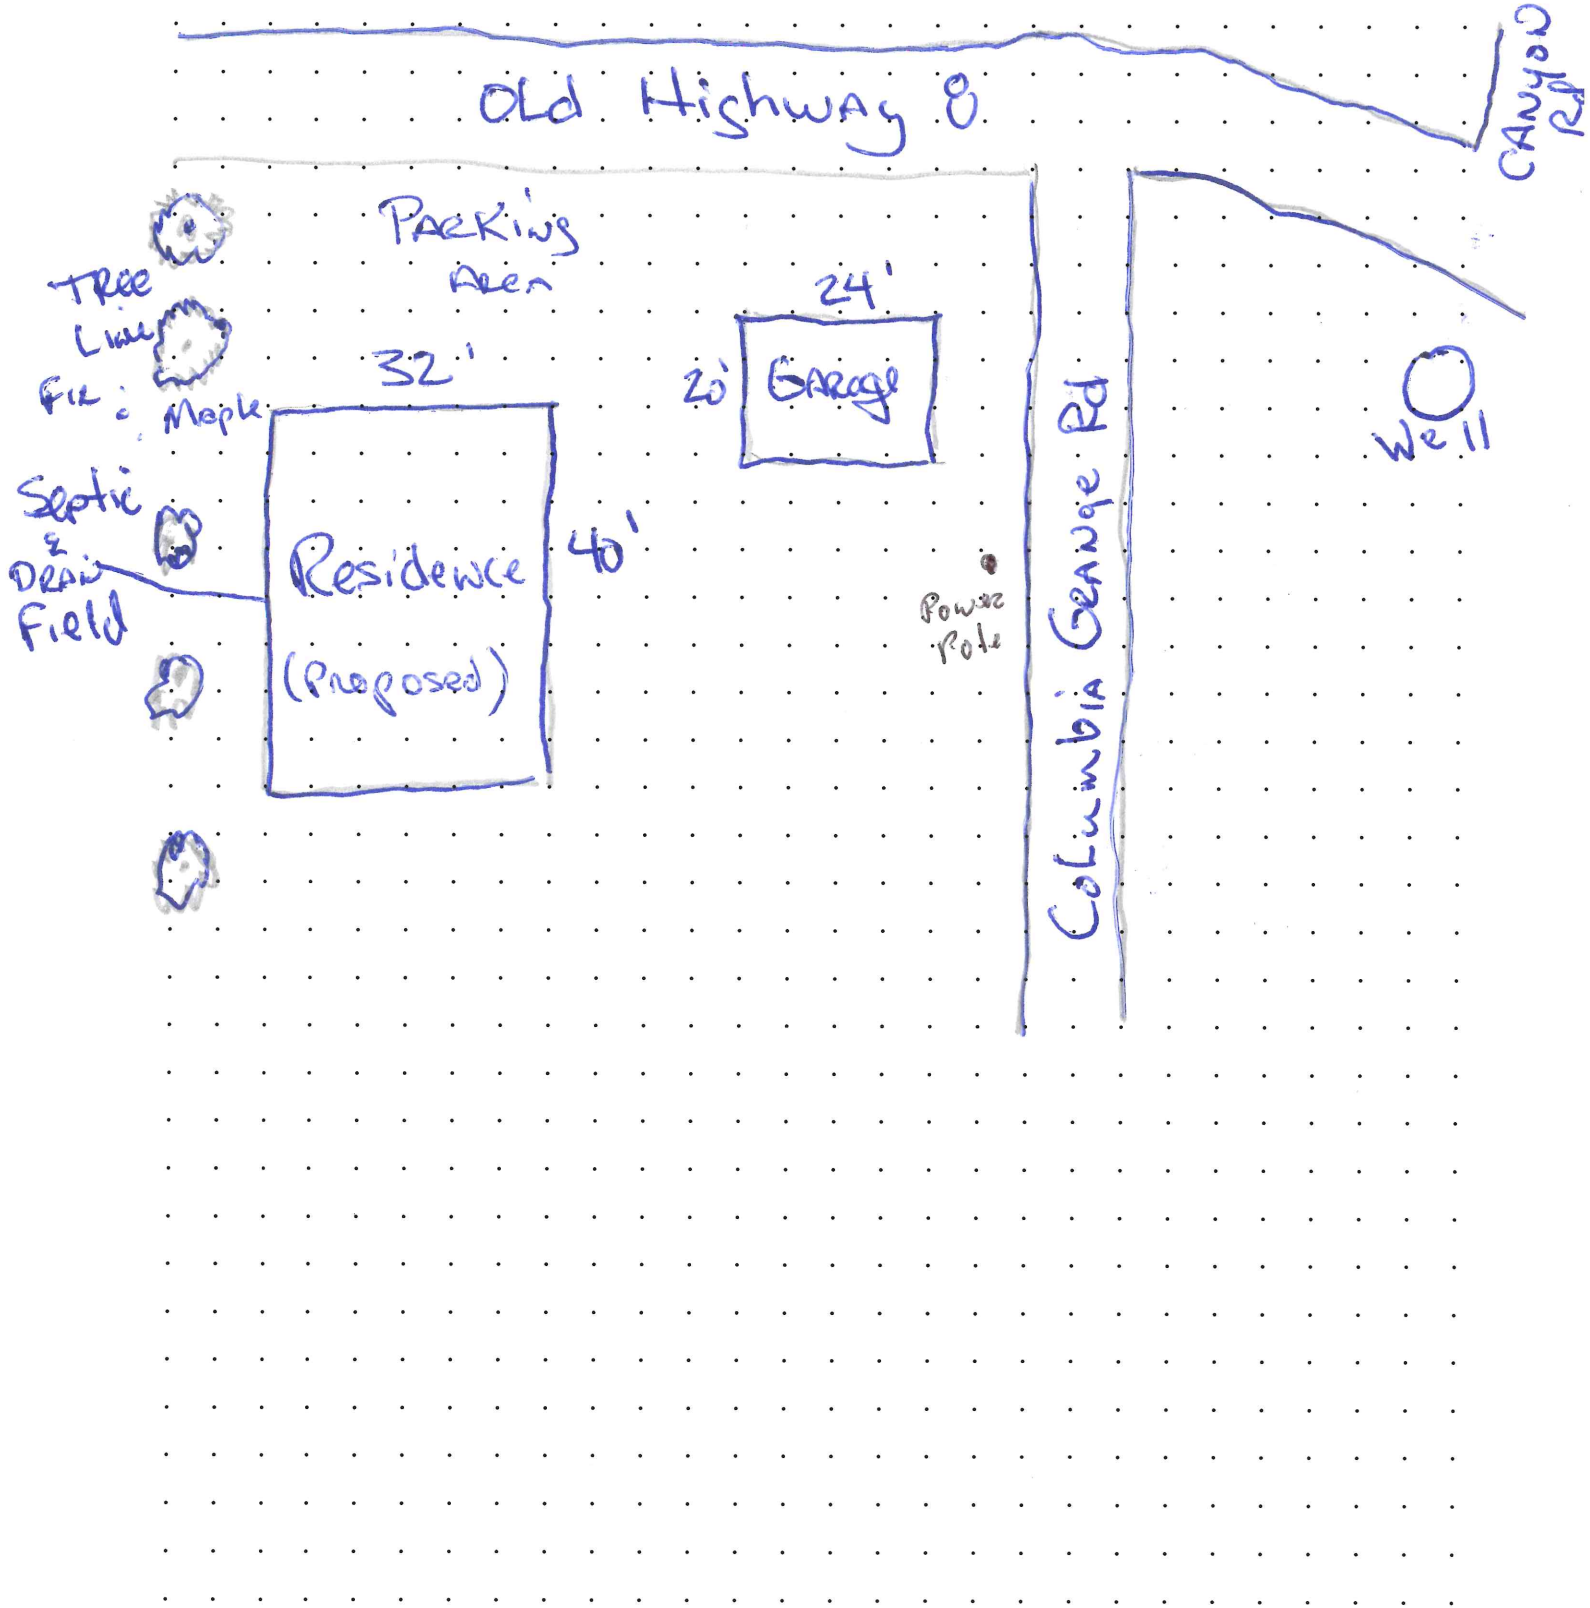 CANYON
Rd
OLd Highway 8
PARKiNg
AREA
TREE
Line
Fir & Maple
32'
24'
20'
GARAge
Well
Septic
&
DRAiN
Field
Residence
(Proposed)
40'
Power
Pole
Columbia GRANge Rd